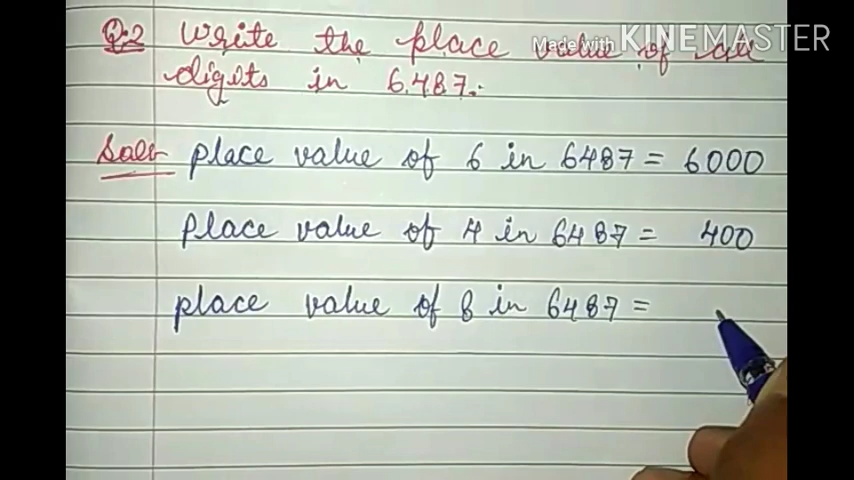 Q.2 Write the place value of all
Made with KINEMASTER
digits in 6487.
Soln place value of 6 in 6487 = 6000
Place value of 4 in 6487 = 400
place value of 8 in 6487 =